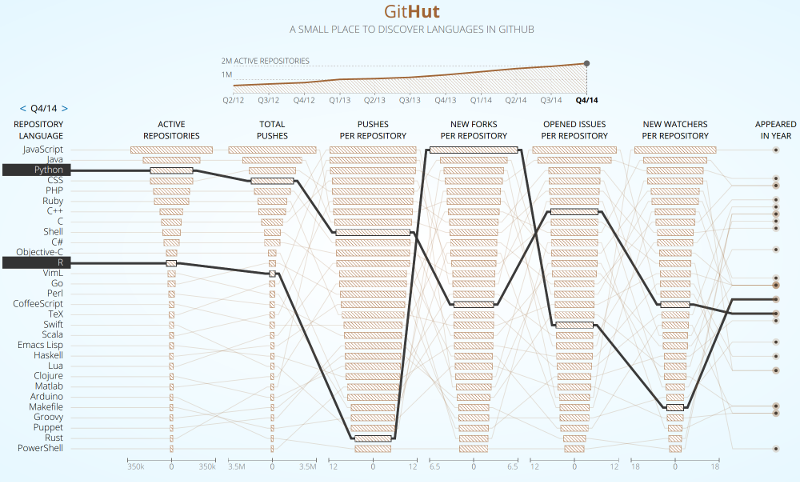 GitHut
A SMALL PLACE TO DISCOVER LANGUAGES IN GITHUB
2M ACTIVE REPOSITORIES
1M
Q2/12 Q3/12 Q4/12 Q1/13 Q2/13 Q3/13 Q4/13 Q1/14 Q2/14 Q3/14 Q4/14
< Q4/14 >
REPOSITORY LANGUAGE
ACTIVE REPOSITORIES
TOTAL PUSHES
PUSHES PER REPOSITORY
NEW FORKS PER REPOSITORY
OPENED ISSUES PER REPOSITORY
NEW WATCHERS PER REPOSITORY
APPEARED IN YEAR
JavaScript
Java
Python
CSS
PHP
Ruby
C++
C
Shell
C#
Objective-C
R
VimL
Go
Perl
CoffeeScript
TeX
Swift
Scala
Emacs Lisp
Haskell
Lua
Clojure
Matlab
Arduino
Makefile
Groovy
Puppet
Rust
PowerShell
350k 0 350k 3.5M 0 3.5M 12 0 12 6.5 0 6.5 12 0 12 18 0 18